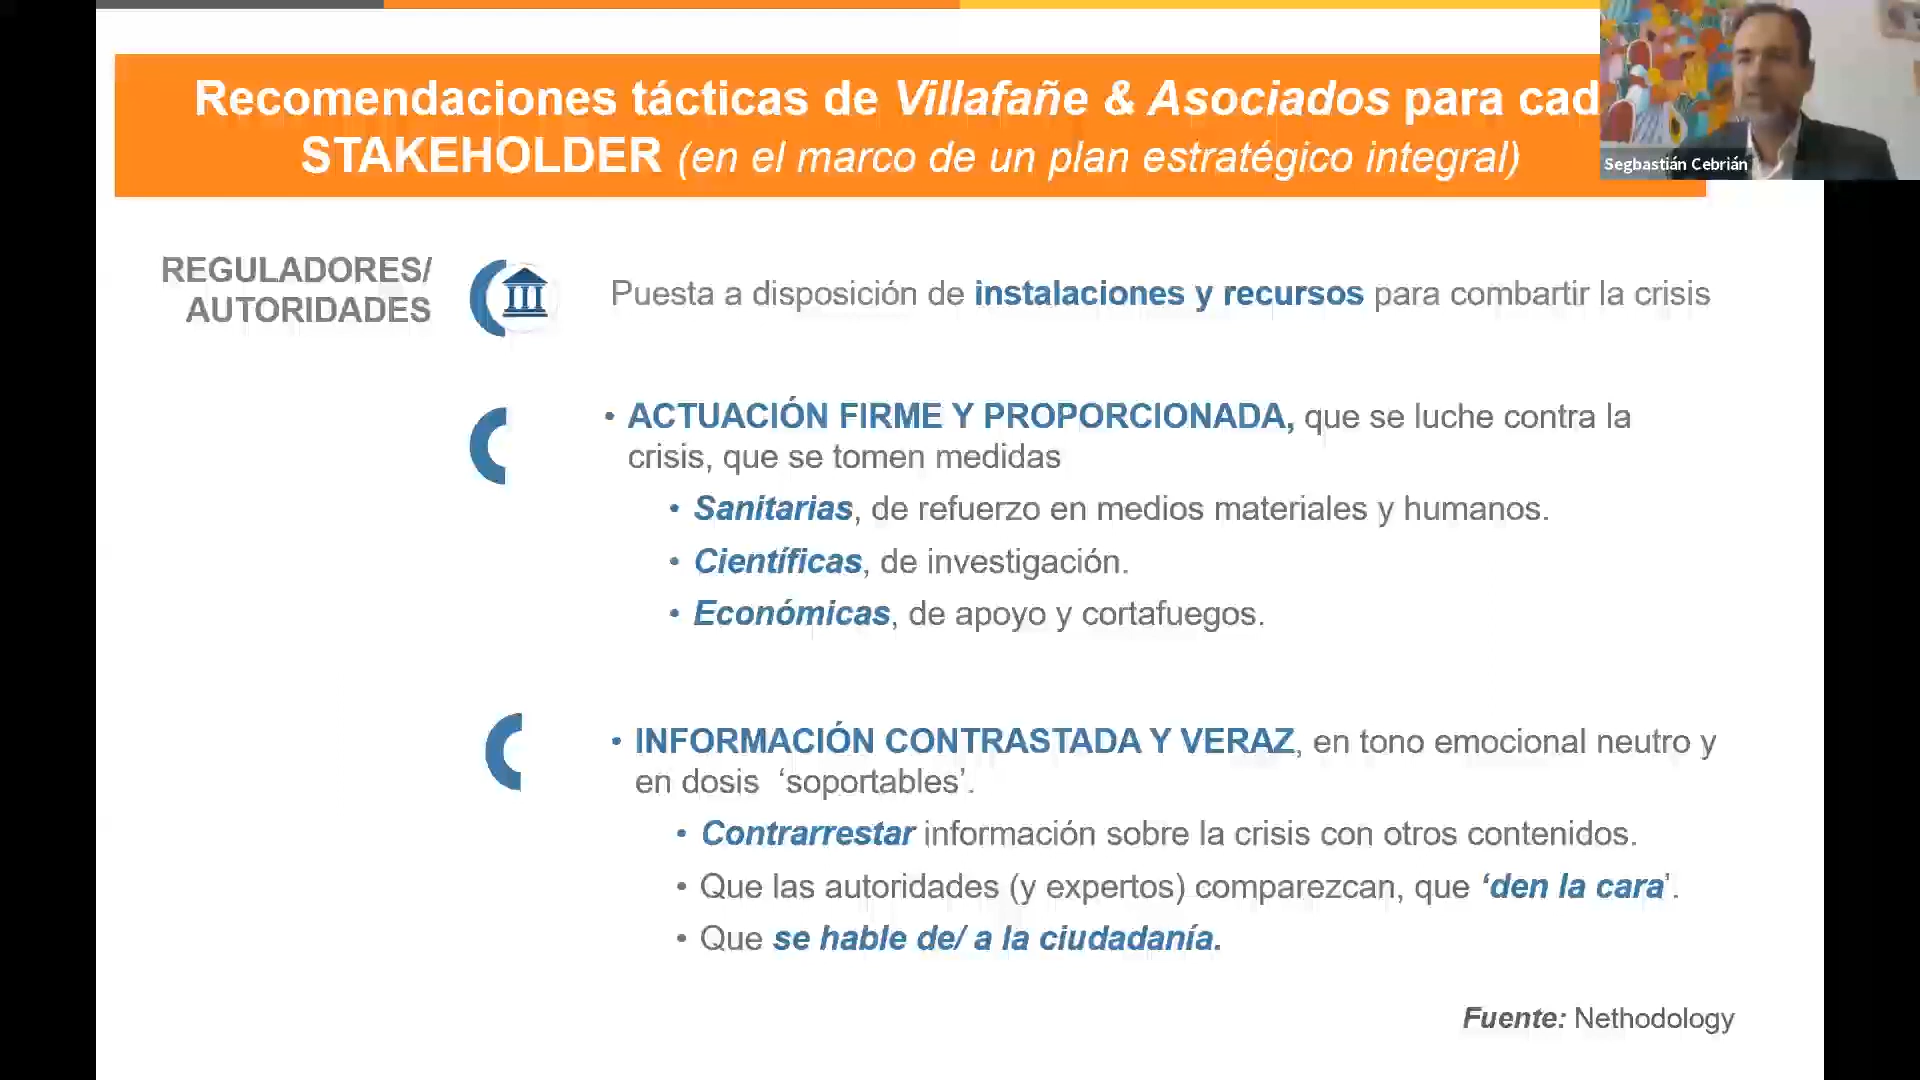 Recomendaciones tácticas de Villafañe & Asociados para cad
STAKEHOLDER (en el marco de un plan estratégico integral)
Segbastián Cebrián
REGULADORES/
AUTORIDADES
Puesta a disposición de instalaciones y recursos para combartir la crisis
• ACTUACIÓN FIRME Y PROPORCIONADA, que se luche contra la
crisis, que se tomen medidas
• Sanitarias, de refuerzo en medios materiales y humanos.
• Científicas, de investigación.
• Económicas, de apoyo y cortafuegos.
• INFORMACIÓN CONTRASTADA Y VERAZ, en tono emocional neutro y
en dosis ‘soportables’.
• Contrarrestar información sobre la crisis con otros contenidos.
• Que las autoridades (y expertos) comparezcan, que ‘den la cara’.
• Que se hable de/ a la ciudadanía.
Fuente: Nethodology